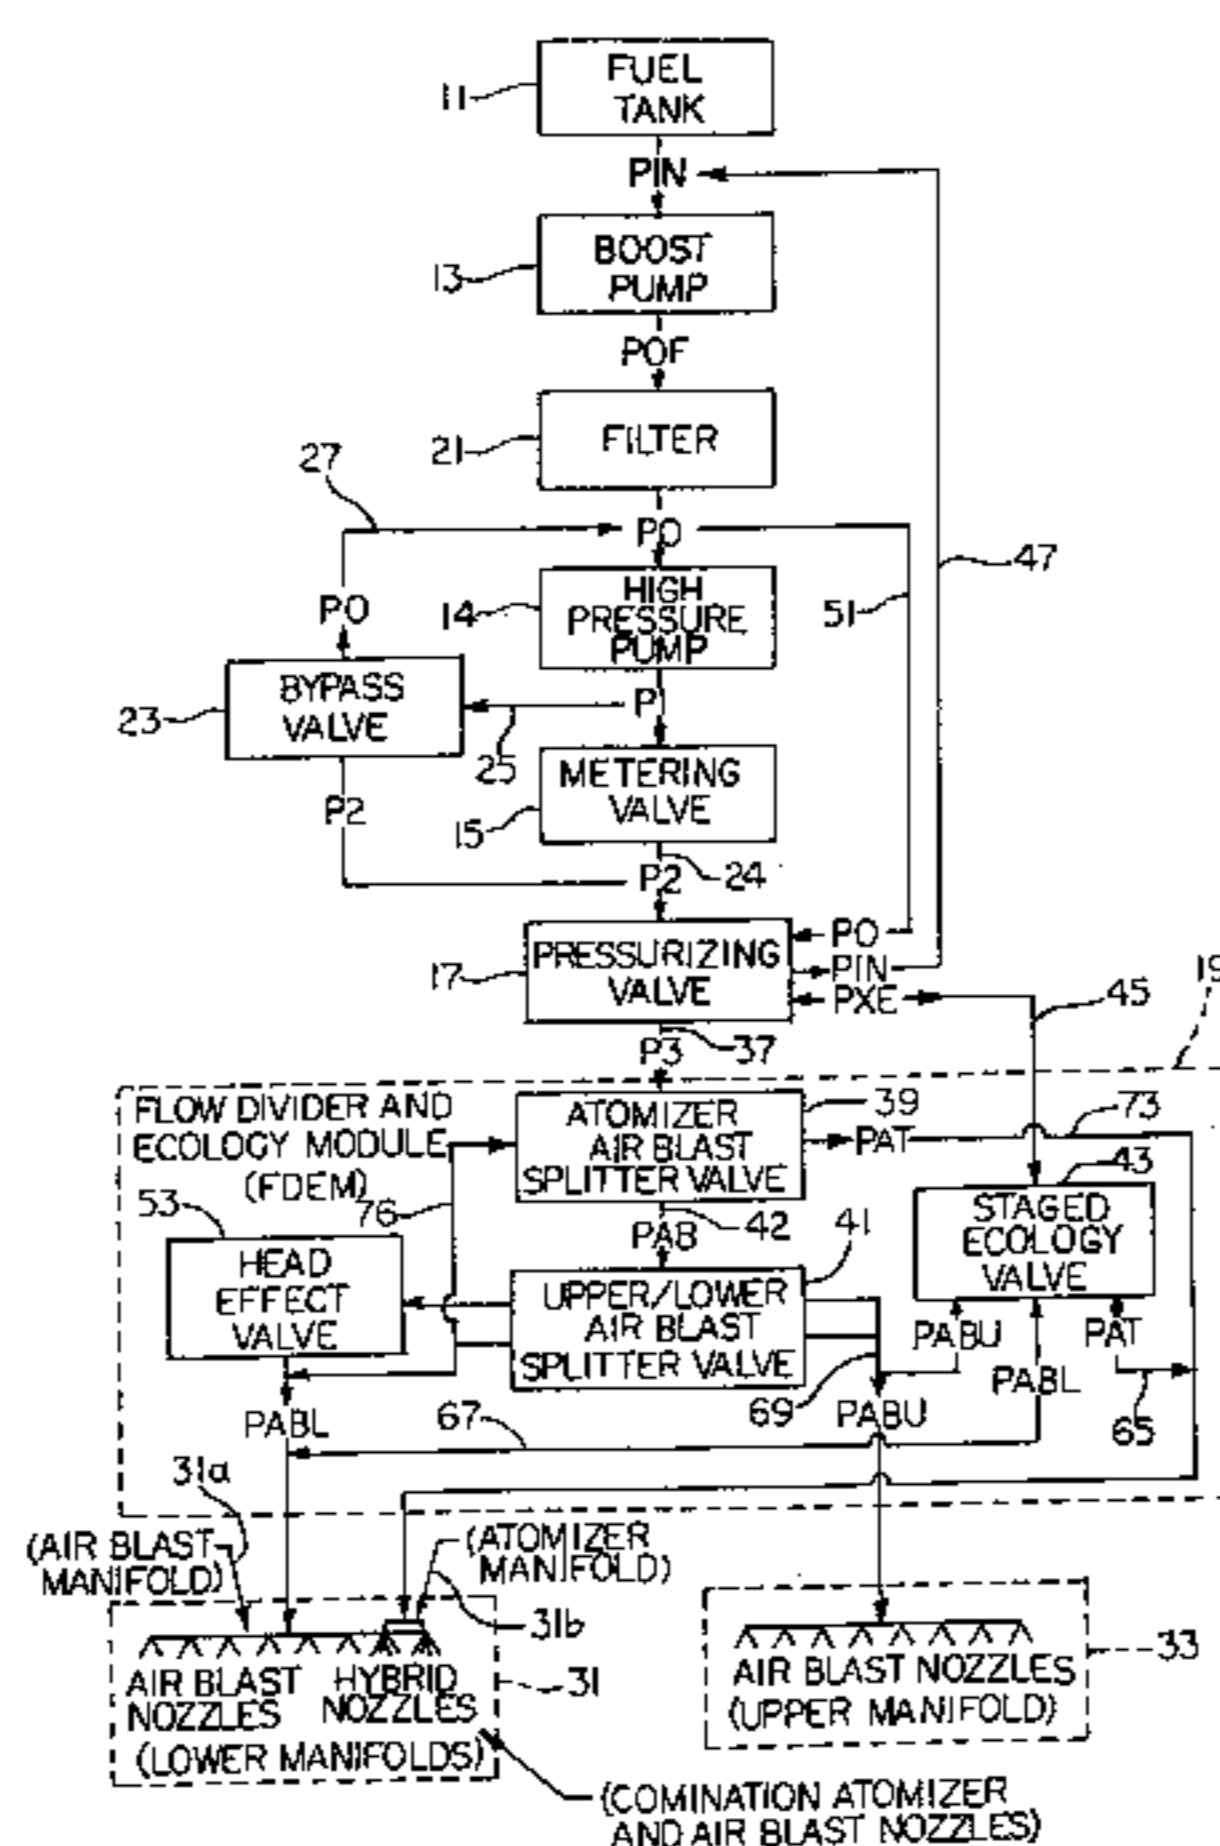 FUEL
TANK
11
PIN
BOOST
PUMP
13
POF
FILTER
21
27
PO
47
HIGH
PRESSURE
PUMP
14
51
PO
BYPASS
VALVE
23
P
25
METERING
VALVE
15
P2
P2
24
PRESSURIZING
VALVE
17
PO
PIN
PXE
45
19
37
P3
FLOW DIVIDER AND
ECOLOGY MODULE
(FDEM)
ATOMIZER
AIR BLAST
SPLITTER VALVE
39
PAT
73
43
STAGED
ECOLOGY
VALVE
53
76
42
PAB
41
HEAD
EFFECT
VALVE
UPPER/LOWER
AIR BLAST
SPLITTER VALVE
PABU
PAT
PABL
67
69
PABU
PABL
65
31a
(AIR BLAST
MANIFOLD)
(ATOMIZER
MANIFOLD)
31b
AIR BLAST
NOZZLES
HYBRID
NOZZLES
(LOWER MANIFOLDS)
31
AIR BLAST NOZZLES
(UPPER MANIFOLD)
33
(COMINATION ATOMIZER
AND AIR BLAST NOZZLES)